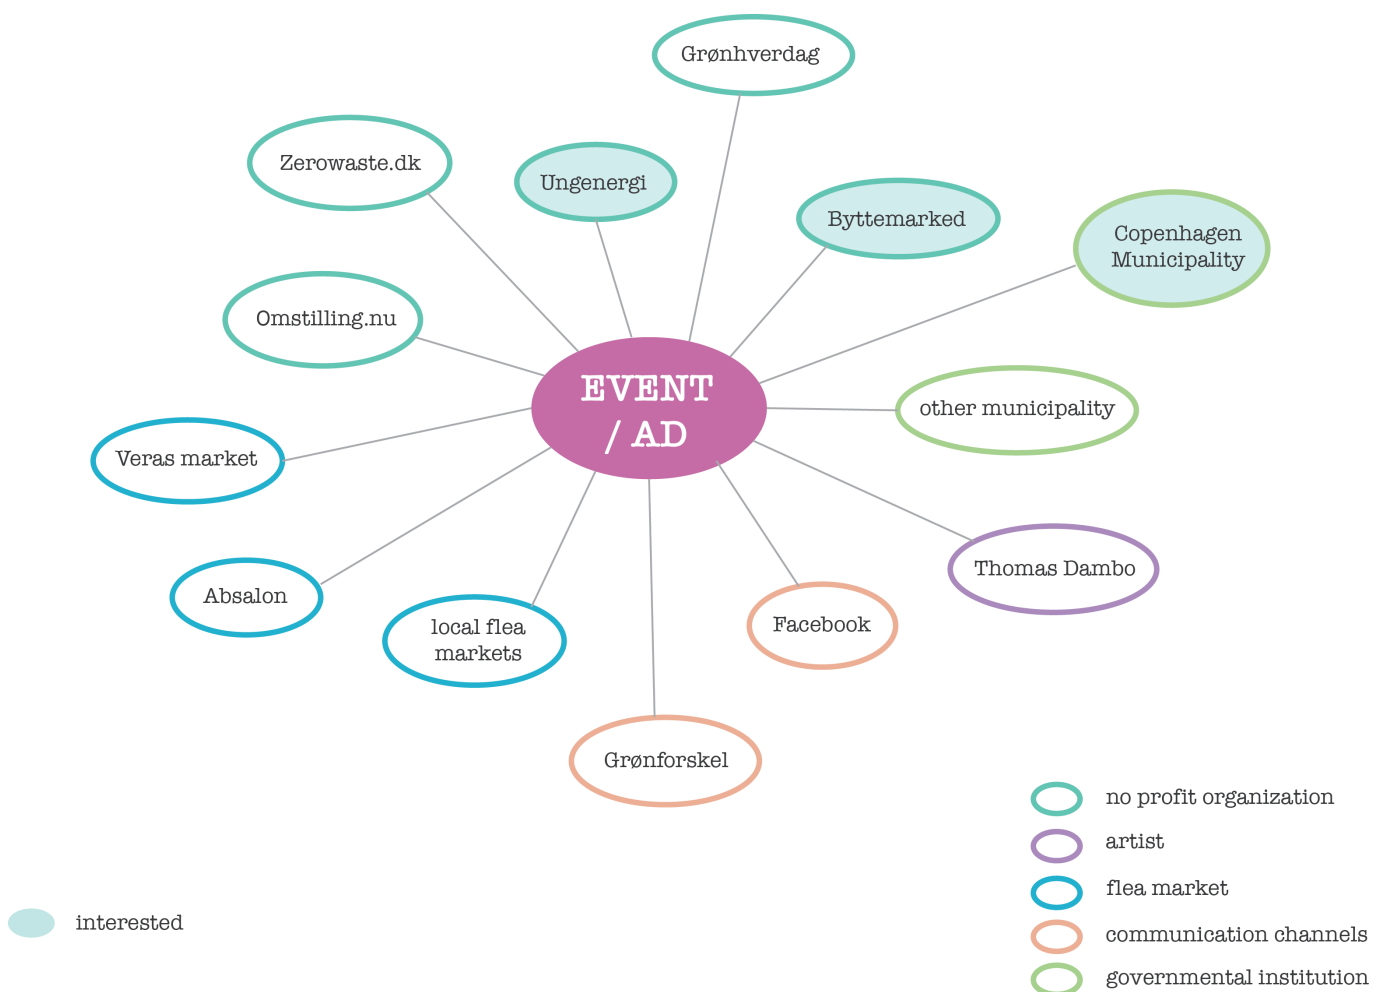 Grønhverdag
Zerowaste.dk
Ungenergi
Byttemarked
Copenhagen
Municipality
Omstilling.nu
EVENT
/ AD
other municipality
Veras market
Absalon
local flea
markets
Facebook
Thomas Dambo
Grønforskel
no profit organization
artist
flea market
communication channels
governmental institution
interested